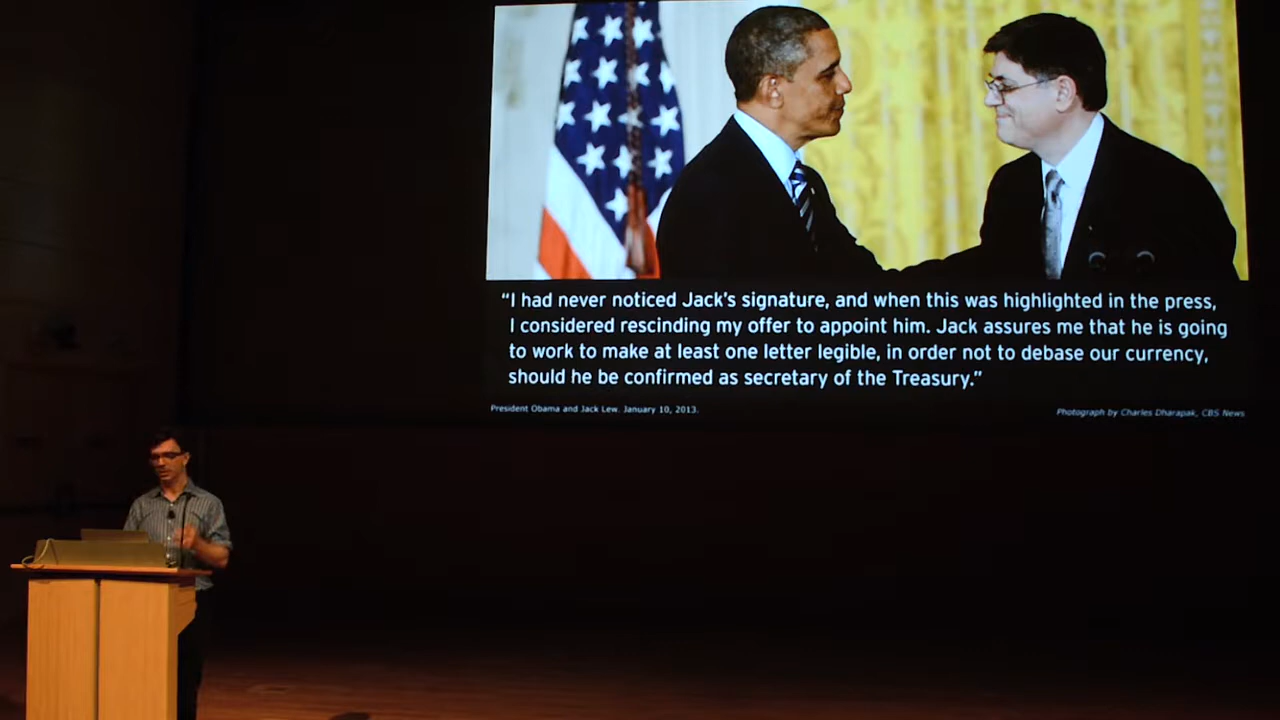 “I had never noticed Jack’s signature, and when this was highlighted in the press,
I considered rescinding my offer to appoint him. Jack assures me that he is going
to work to make at least one letter legible, in order not to debase our currency,
should he be confirmed as secretary of the Treasury.”
President Obama and Jack Lew. January 10, 2013.
Photograph by Charles Dharapak, CBS News